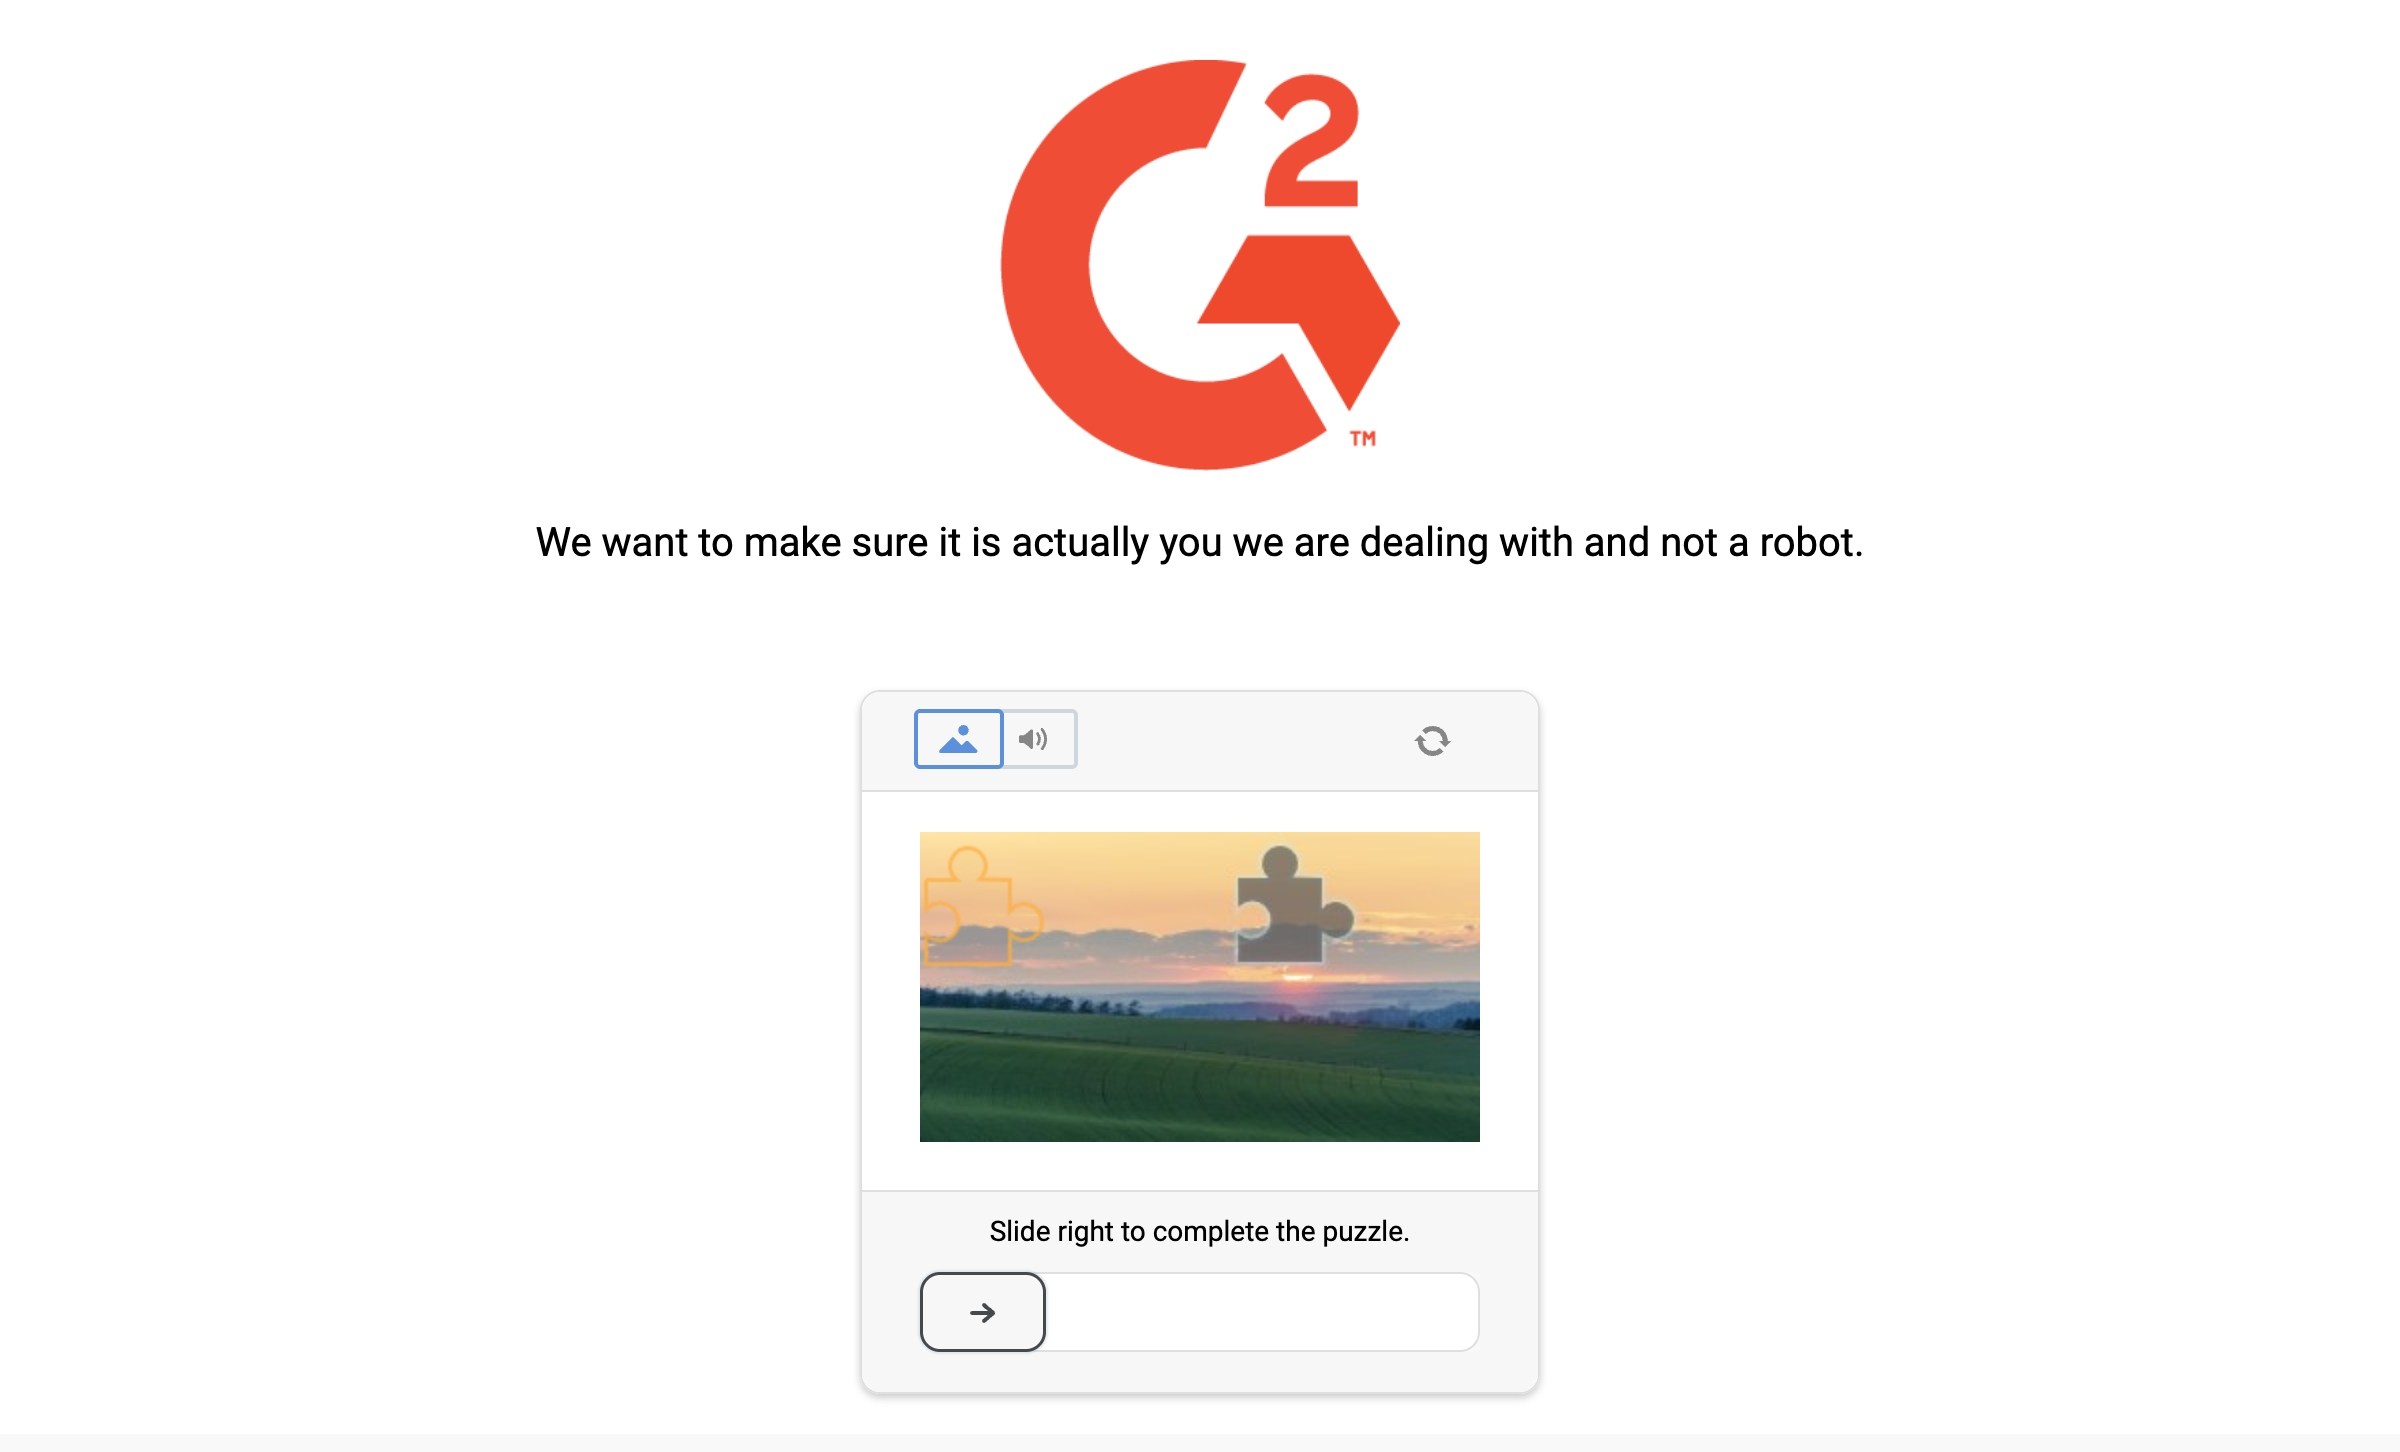 G2
TM
We want to make sure it is actually you we are dealing with and not a robot.
Slide right to complete the puzzle.